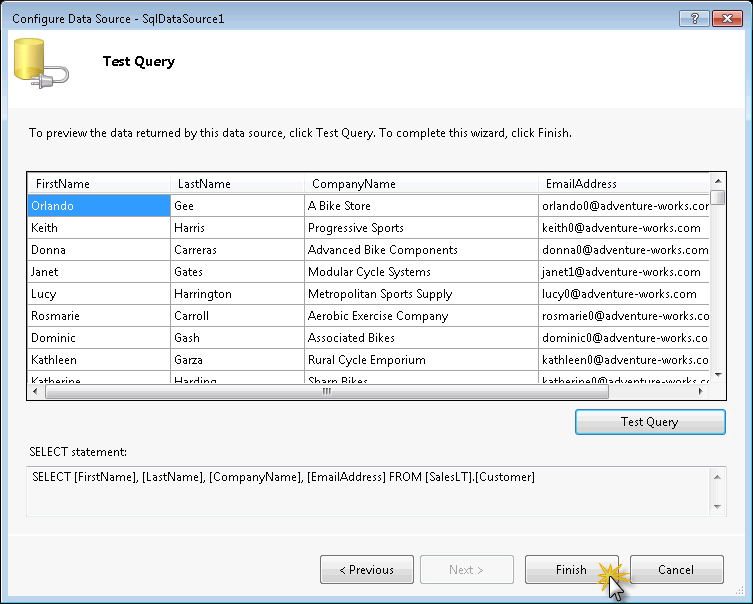 Configure Data Source - SqlDataSource1
Test Query
To preview the data returned by this data source, click Test Query. To complete this wizard, click Finish.
FirstName LastName CompanyName EmailAddress
Orlando Gee A Bike Store orlando0@adventure-works.cor
Keith Harris Progressive Sports keith0@adventure-works.com
Donna Carreras Advanced Bike Components donna0@adventure-works.com
Janet Gates Modular Cycle Systems janet1@adventure-works.com
Lucy Harrington Metropolitan Sports Supply lucy0@adventure-works.com
Rosmarie Carroll Aerobic Exercise Company rosmarie0@adventure-works.co
Dominic Gash Associated Bikes dominic0@adventure-works.co
Kathleen Garza Rural Cycle Emporium kathleen0@adventure-works.co
Katherine Harding Sharp Bikes katherine0@adventure-works.c
Test Query
SELECT statement:
SELECT [FirstName], [LastName], [CompanyName], [EmailAddress] FROM [SalesLT].[Customer]
< Previous Next > Finish Cancel